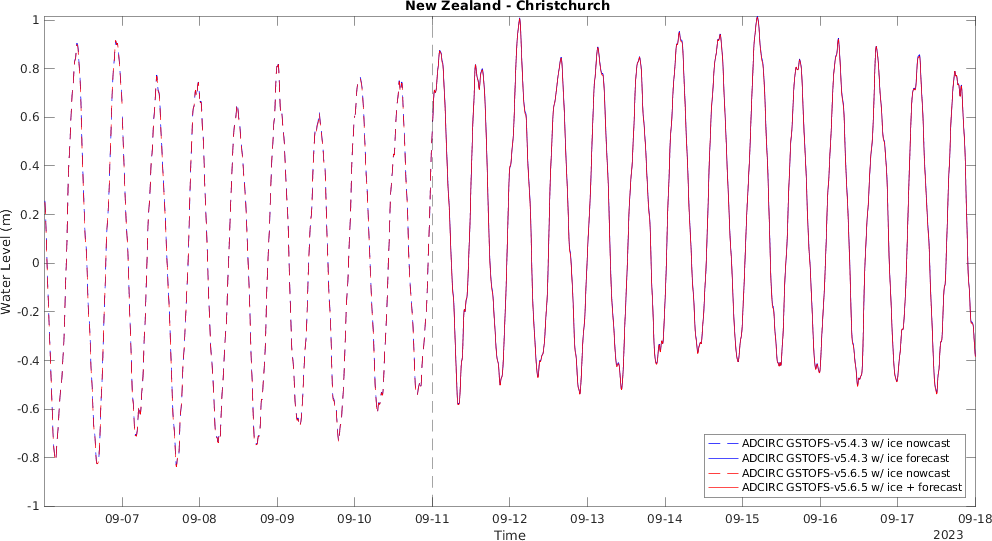 New Zealand - Christchurch
Water Level (m)
1
0.8
0.6
0.4
0.2
0
-0.2
-0.4
-0.6
-0.8
-1
ADCIRC GSTOFS-v5.4.3 w/ ice nowcast
ADCIRC GSTOFS-v5.4.3 w/ ice forecast
ADCIRC GSTOFS-v5.6.5 w/ ice nowcast
ADCIRC GSTOFS-v5.6.5 w/ ice + forecast
09-07 09-08 09-09 09-10 09-11 09-12 09-13 09-14 09-15 09-16 09-17 09-18
Time
2023